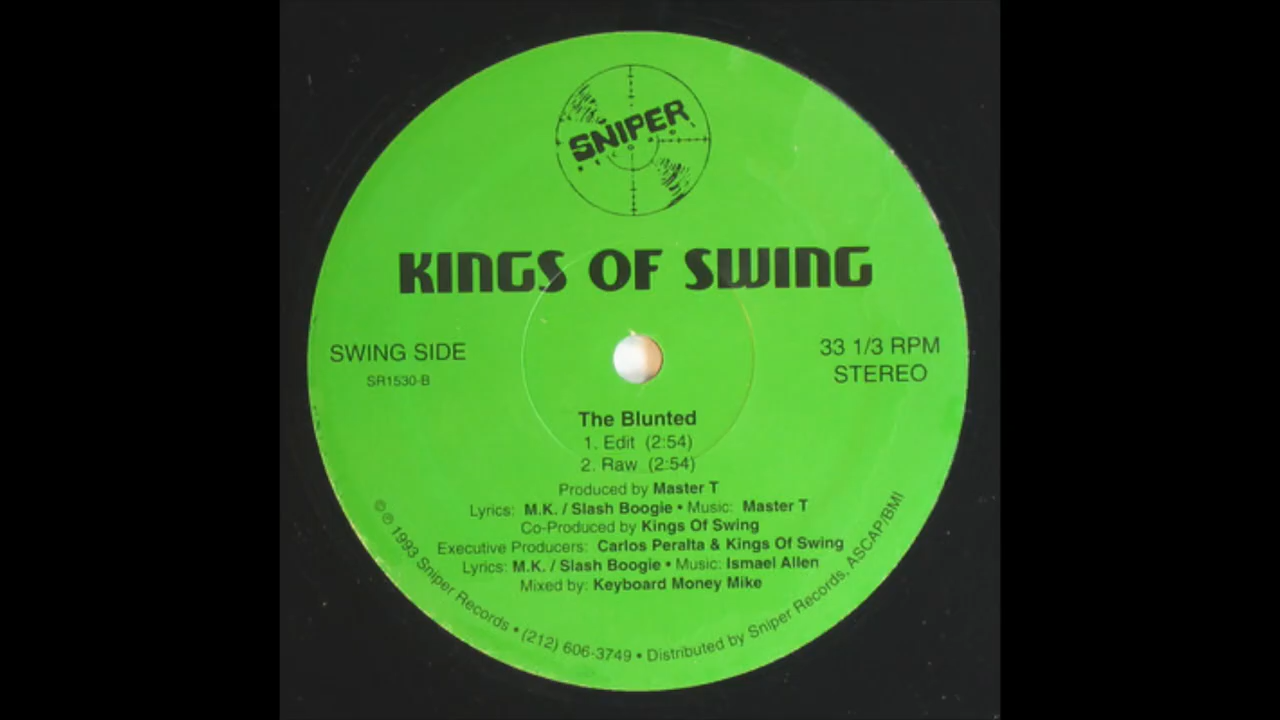 SNIPER
RECORDS
KINGS OF SWING
SWING SIDE
SR1530-B
33 1/3 RPM
STEREO
The Blunted
1. Edit (2:54)
2. Raw (2:54)
Produced by Master T
Lyrics: M.K. / Slash Boogie • Music: Master T
Co-Produced by Kings Of Swing
Executive Producers: Carlos Peralta & Kings Of Swing
Lyrics: M.K. / Slash Boogie • Music: Ismael Allen
Mixed by: Keyboard Money Mike
© ℗ 1993 Sniper Records • (212) 606-3749 • Distributed by Sniper Records, ASCAP/BMI